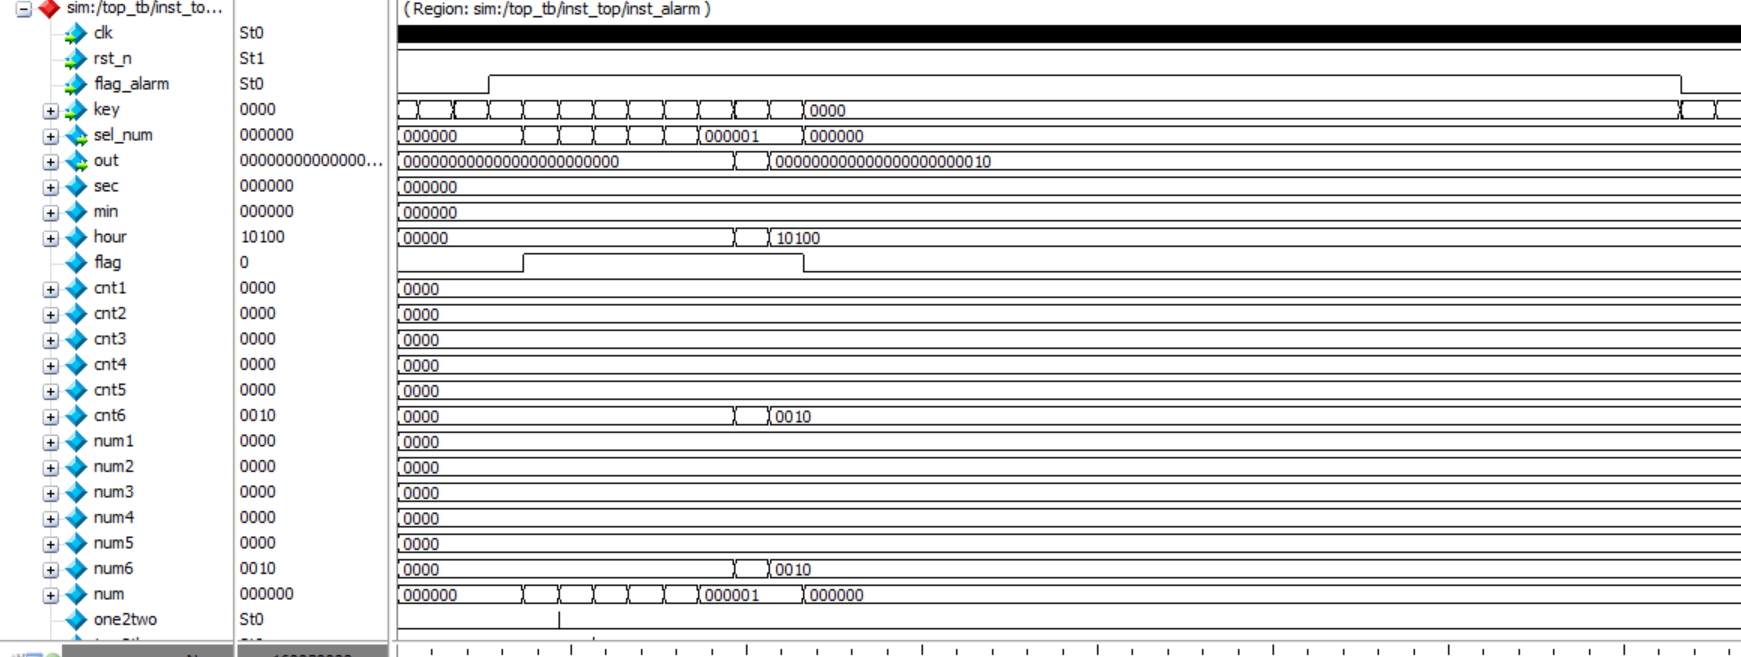 sim:/top_tb/inst_to... (Region: sim:/top_tb/inst_top/inst_alarm )
clk St0
rst_n St1
flag_alarm St0
key 0000 0000
sel_num 000000 000000 000001 000000
out 00000000000000... 000000000000000000000000 000000000000000000000010
sec 000000 000000
min 000000 000000
hour 10100 00000 10100
flag 0
cnt1 0000 0000
cnt2 0000 0000
cnt3 0000 0000
cnt4 0000 0000
cnt5 0000 0000
cnt6 0010 0000 0010
num1 0000 0000
num2 0000 0000
num3 0000 0000
num4 0000 0000
num5 0000 0000
num6 0010 0000 0010
num 000000 000000 000001 000000
one2two St0